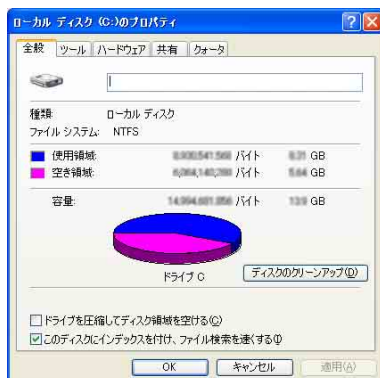 ローカル ディスク (C:)のプロパティ
全般 ツール ハードウェア 共有 クォータ
種類: ローカル ディスク
ファイル システム: NTFS
使用領域: バイト GB
空き領域: バイト GB
容量: バイト GB
ドライブ C
ディスクのクリーンアップ(D)
ドライブを圧縮してディスク領域を空ける(C)
このディスクにインデックスを付け、ファイル検索を速くする(I)
OK キャンセル 適用(A)